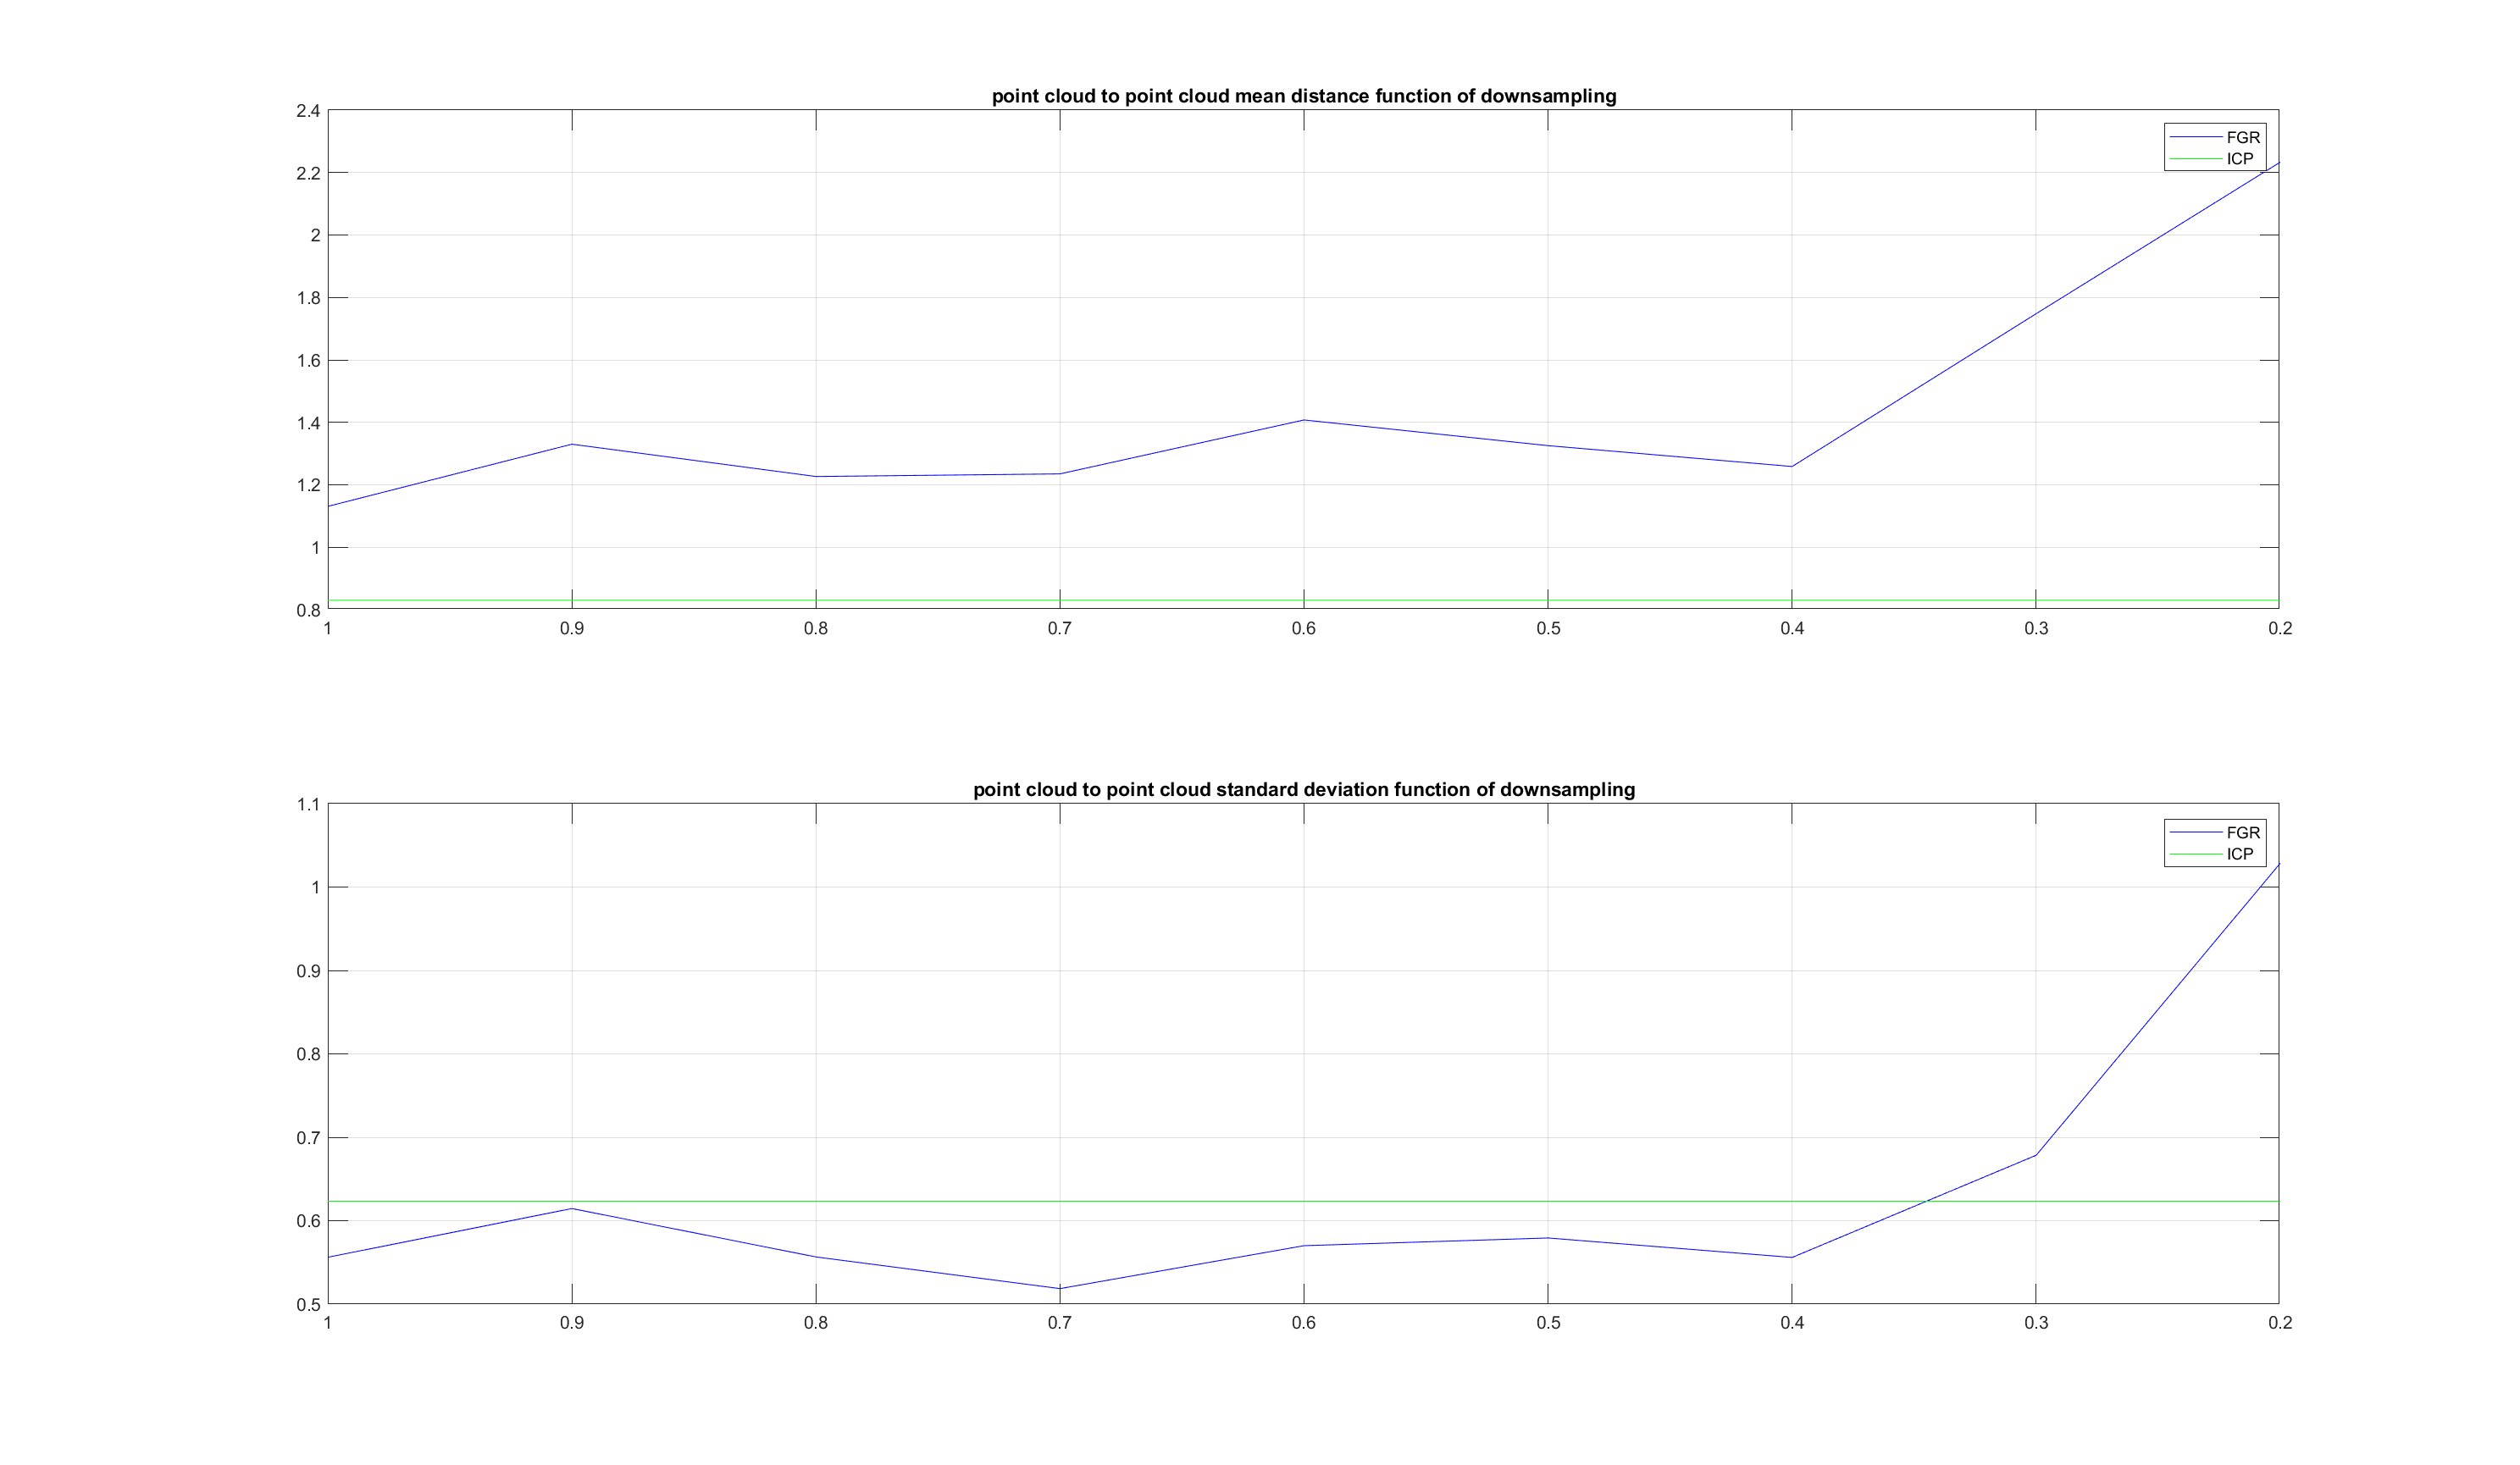 point cloud to point cloud mean distance function of downsampling
2.4
FGR
ICP
2.2
2
1.8
1.6
1.4
1.2
1
0.8
1 0.9 0.8 0.7 0.6 0.5 0.4 0.3 0.2
point cloud to point cloud standard deviation function of downsampling
1.1
FGR
ICP
1
0.9
0.8
0.7
0.6
0.5
1 0.9 0.8 0.7 0.6 0.5 0.4 0.3 0.2